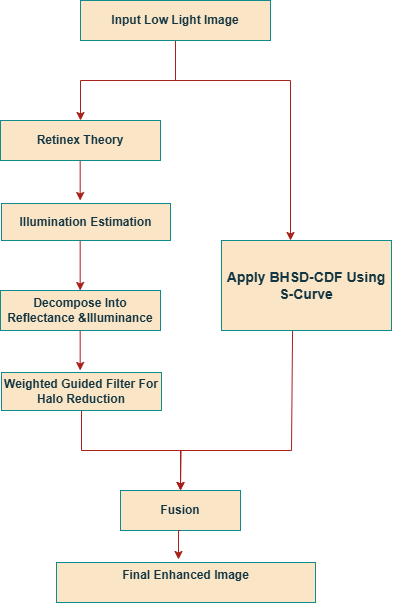 Input Low Light Image
Retinex Theory
Illumination Estimation
Decompose Into
Reflectance &Illuminance
Weighted Guided Filter For
Halo Reduction
Apply BHSD-CDF Using
S-Curve
Fusion
Final Enhanced Image